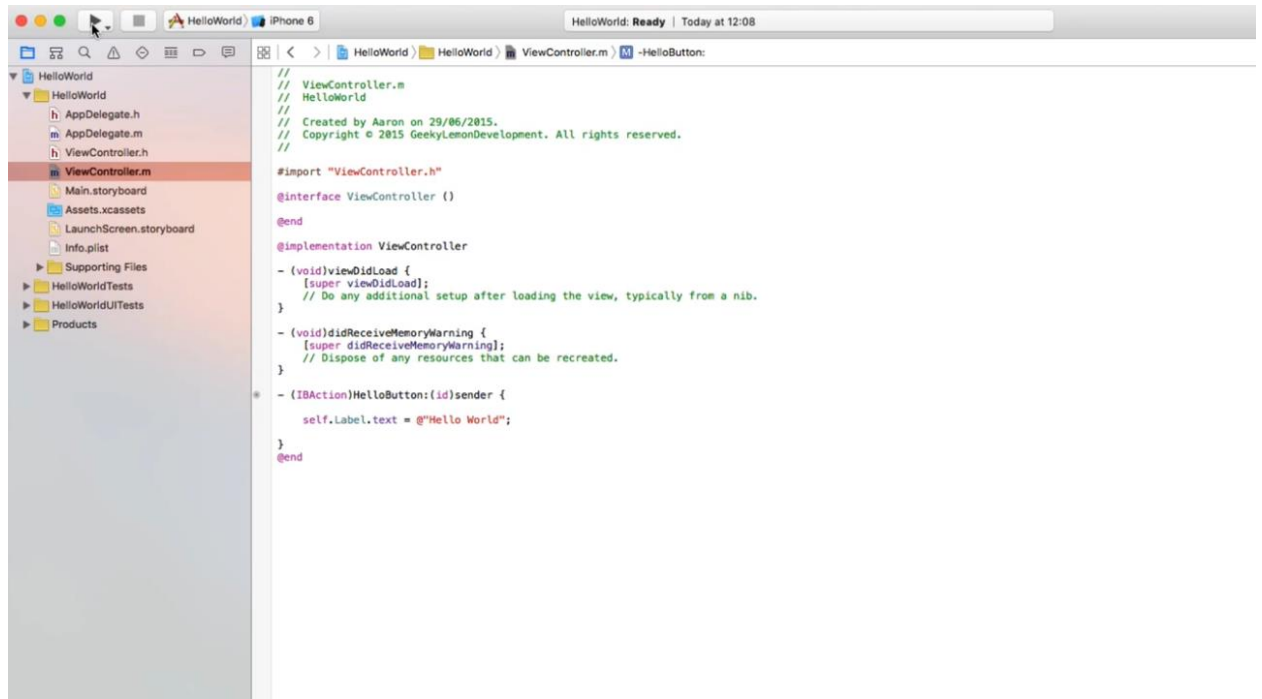 HelloWorld
iPhone 6
HelloWorld: Ready | Today at 12:08
HelloWorld
HelloWorld
ViewController.m
M -HelloButton:
HelloWorld
HelloWorld
h AppDelegate.h
m AppDelegate.m
h ViewController.h
m ViewController.m
Main.storyboard
Assets.xcassets
LaunchScreen.storyboard
Info.plist
Supporting Files
HelloWorldTests
HelloWorldUITests
Products
//
// ViewController.m
// HelloWorld
//
// Created by Aaron on 29/06/2015.
// Copyright © 2015 GeekyLemonDevelopment. All rights reserved.
//
#import "ViewController.h"
@interface ViewController ()
@end
@implementation ViewController
- (void)viewDidLoad {
[super viewDidLoad];
// Do any additional setup after loading the view, typically from a nib.
}
- (void)didReceiveMemoryWarning {
[super didReceiveMemoryWarning];
// Dispose of any resources that can be recreated.
}
- (IBAction)HelloButton:(id)sender {
self.Label.text = @"Hello World";
}
@end